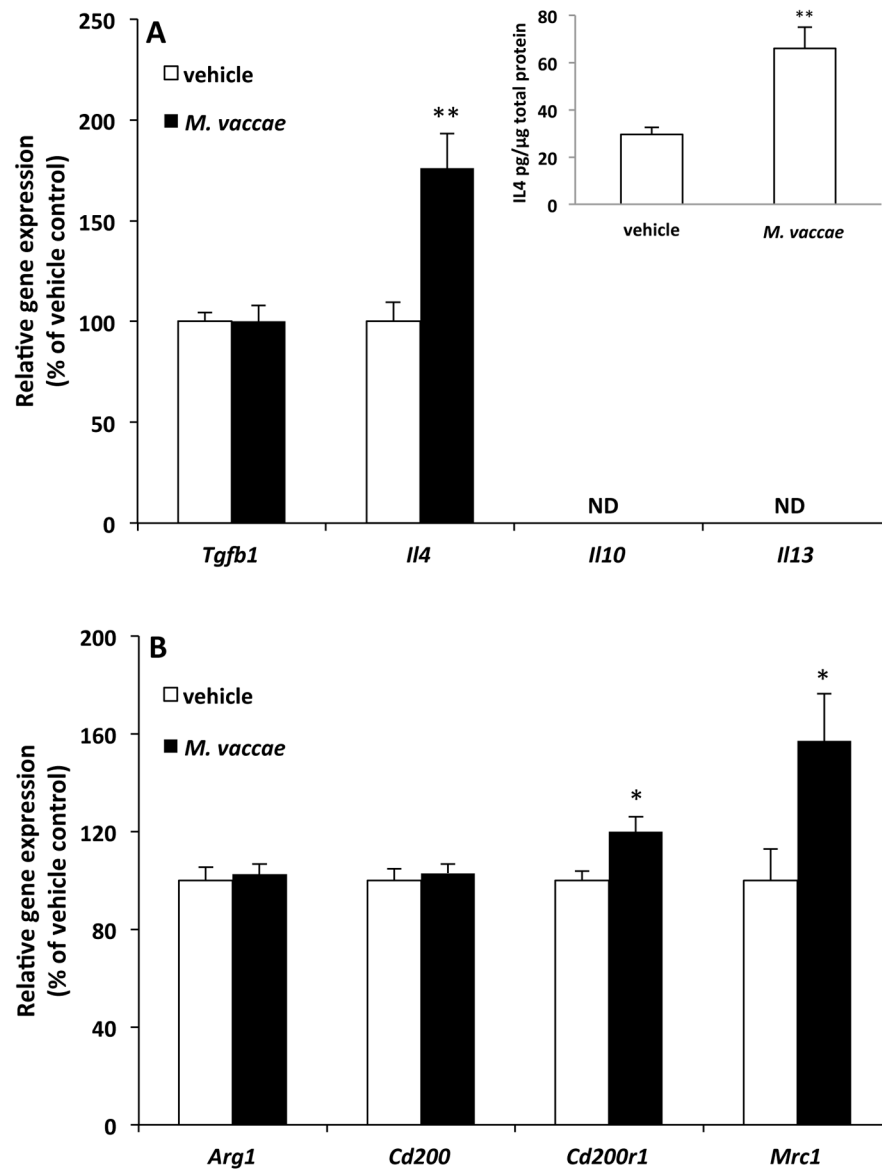 A
vehicle
M. vaccae
Relative gene expression
(% of vehicle control)
250
200
150
100
50
0
**
ND
ND
Tgfb1
Il4
Il10
Il13
IL4 pg/µg total protein
80
60
40
20
0
**
vehicle
M. vaccae
B
vehicle
M. vaccae
Relative gene expression
(% of vehicle control)
200
160
120
80
40
0
*
*
Arg1
Cd200
Cd200r1
Mrc1